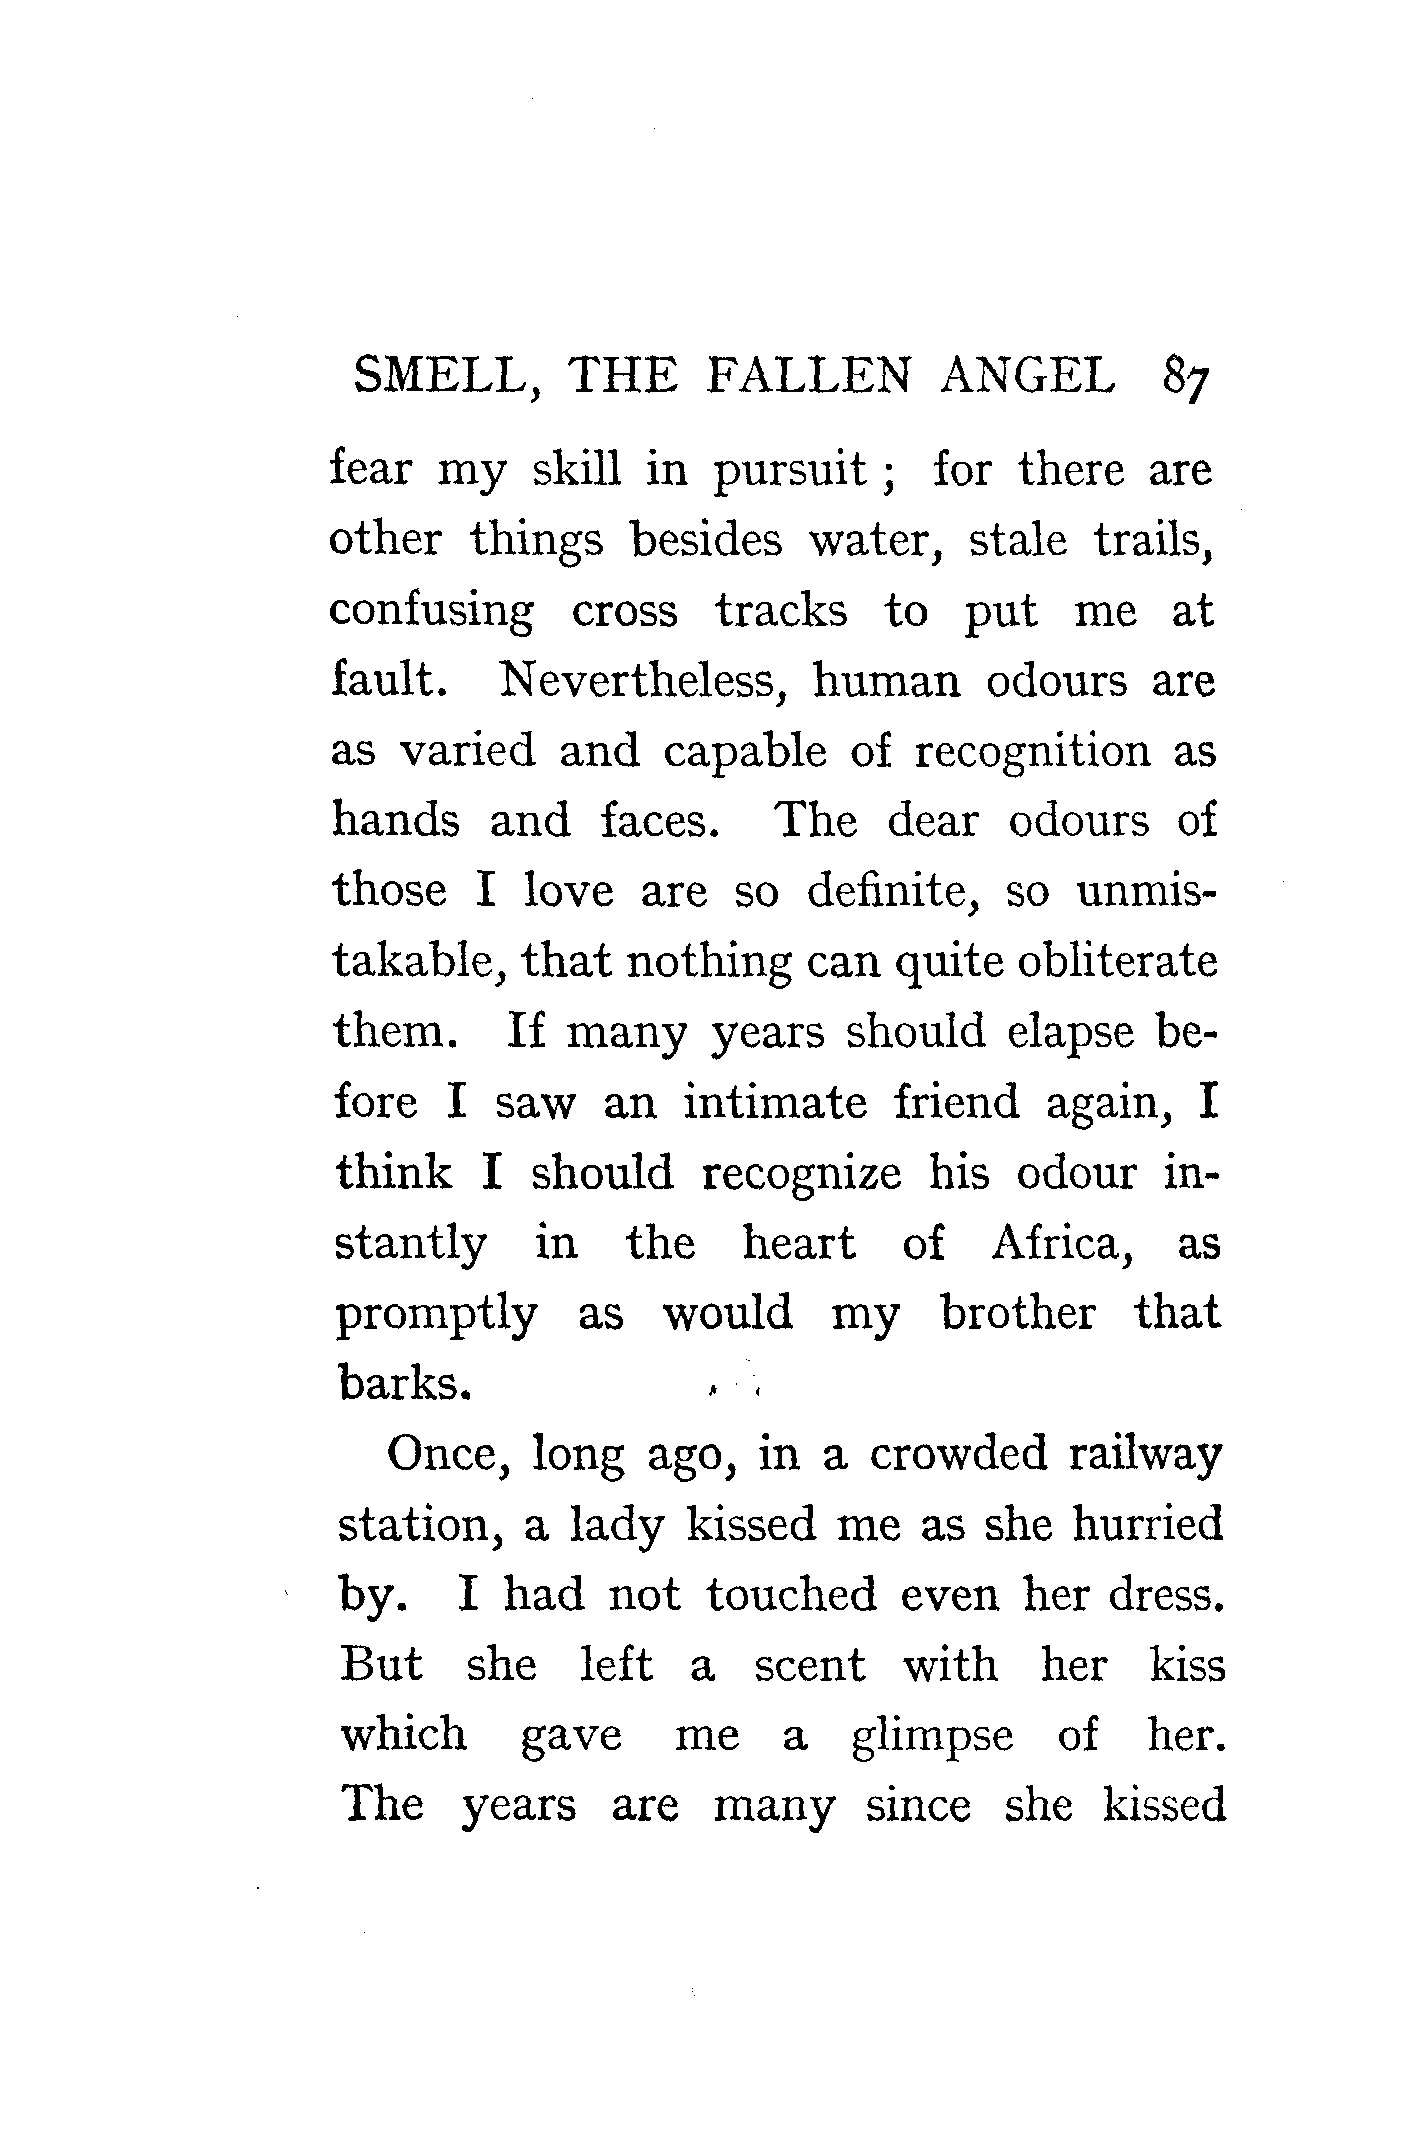 SMELL, THE FALLEN ANGEL 87
fear my skill in pursuit ; for there are
other things besides water, stale trails,
confusing cross tracks to put me at
fault. Nevertheless, human odours are
as varied and capable of recognition as
hands and faces. The dear odours of
those I love are so definite, so unmis-
takable, that nothing can quite obliterate
them. If many years should elapse be-
fore I saw an intimate friend again, I
think I should recognize his odour in-
stantly in the heart of Africa, as
promptly as would my brother that
barks.
Once, long ago, in a crowded railway
station, a lady kissed me as she hurried
by. I had not touched even her dress.
But she left a scent with her kiss
which gave me a glimpse of her.
The years are many since she kissed